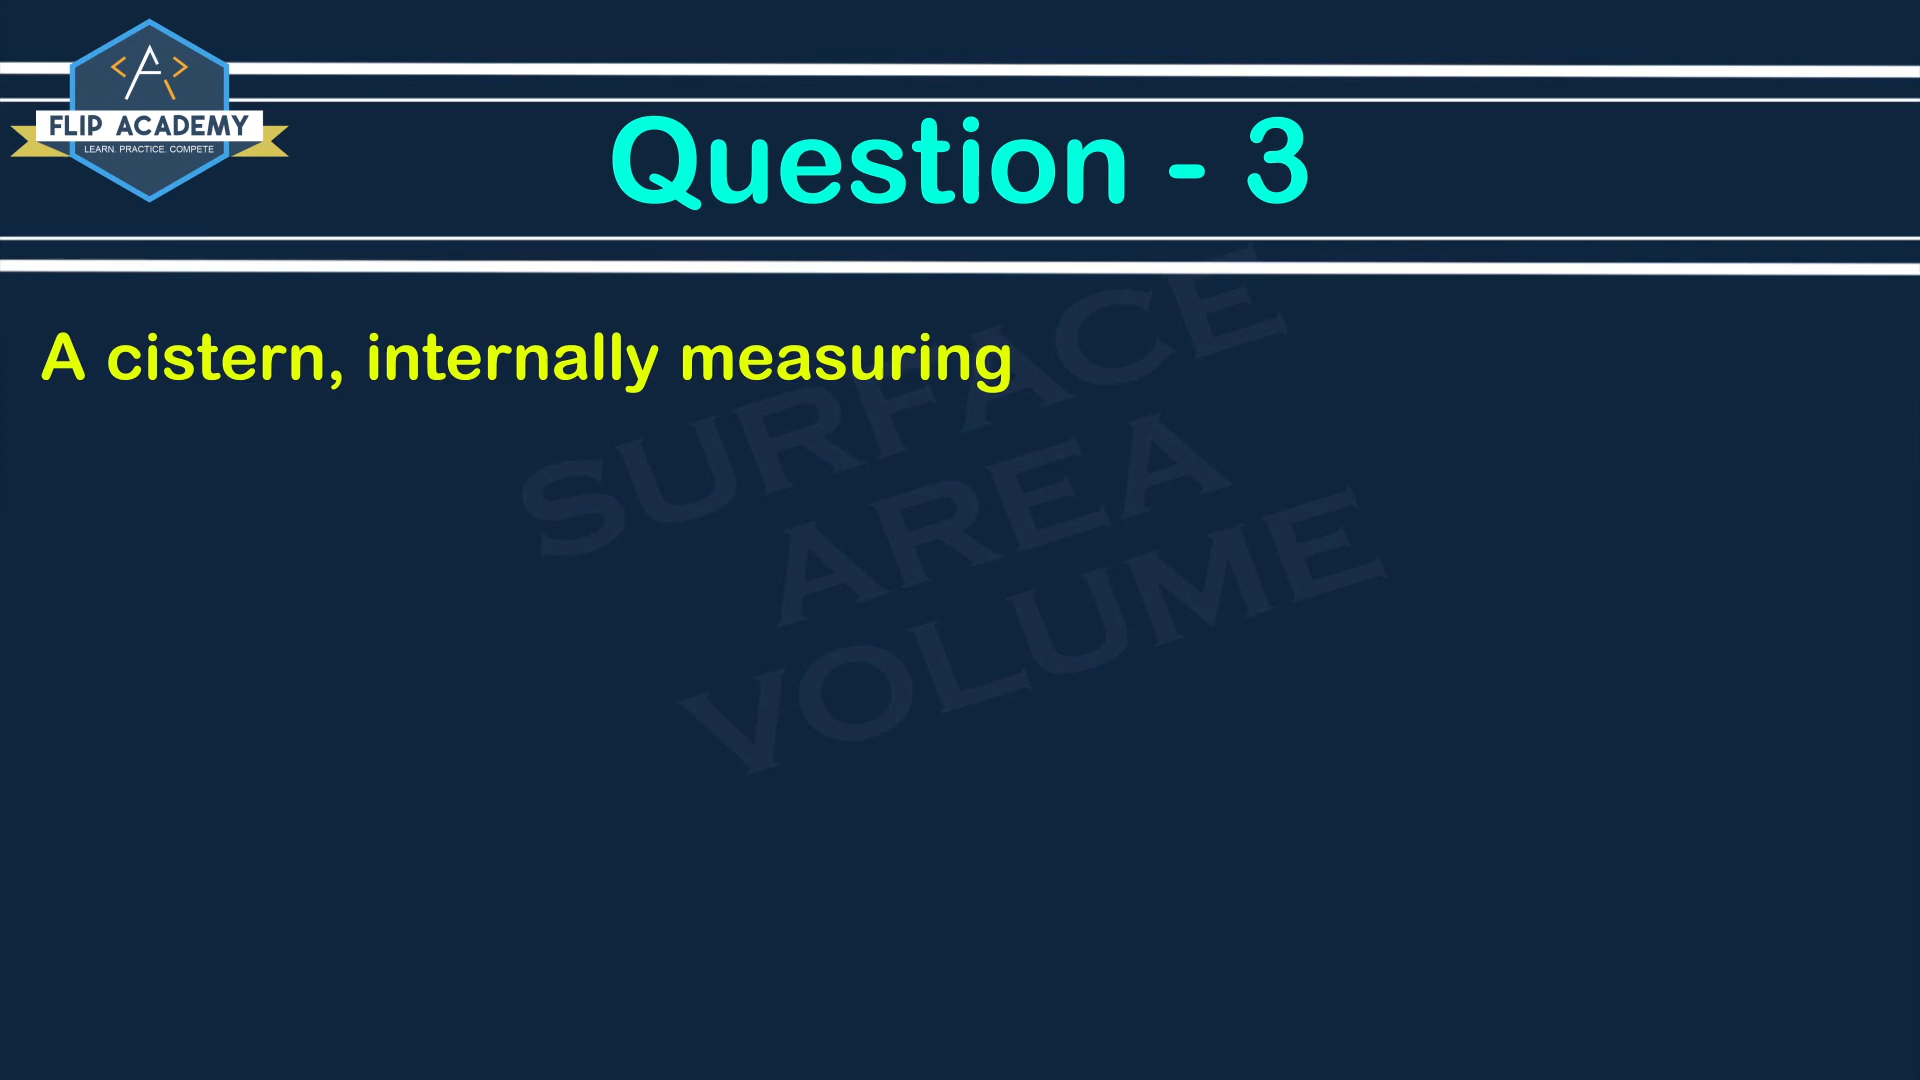 FLIP ACADEMY
LEARN. PRACTICE. COMPETE
Question - 3
A cistern, internally measuring
SURFACE
AREA
VOLUME